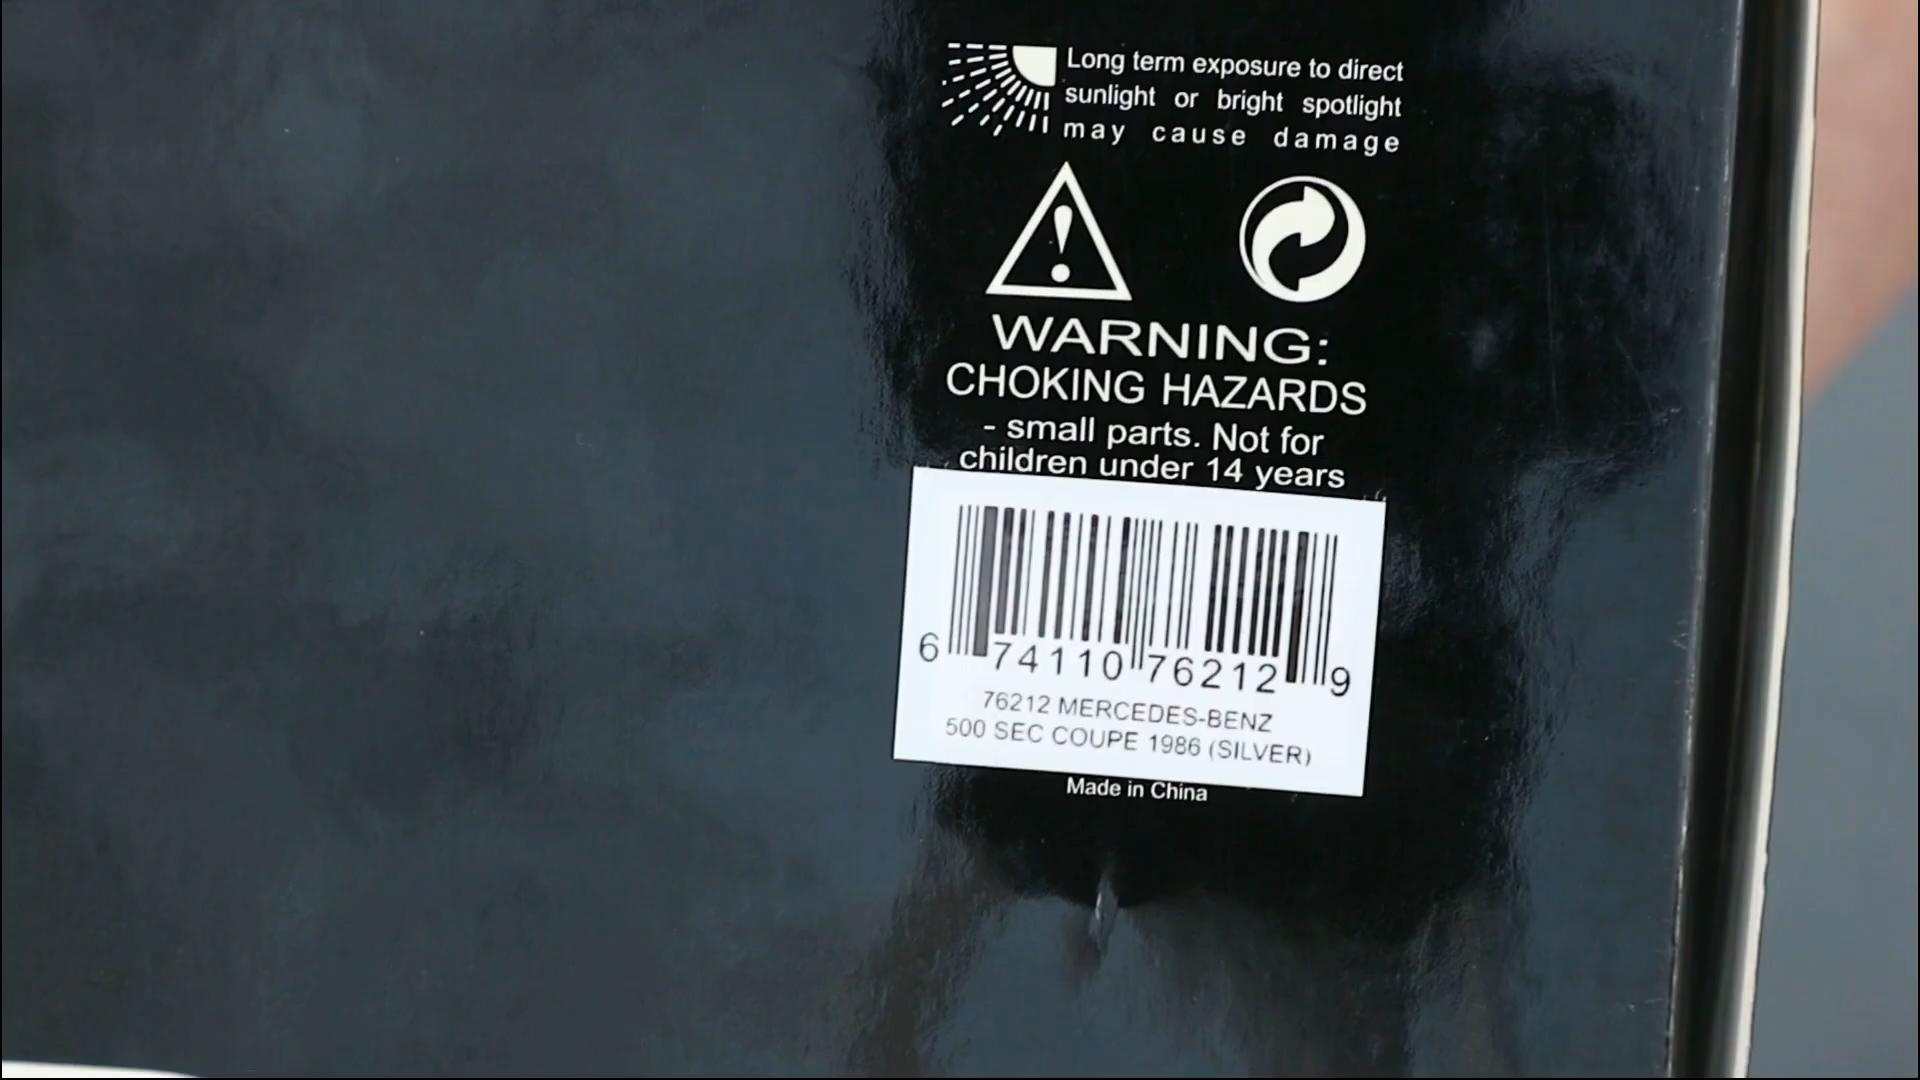 Long term exposure to direct
sunlight or bright spotlight
may cause damage
WARNING:
CHOKING HAZARDS
- small parts. Not for
children under 14 years
6 74110 76212 9
76212 MERCEDES-BENZ
500 SEC COUPE 1986 (SILVER)
Made in China